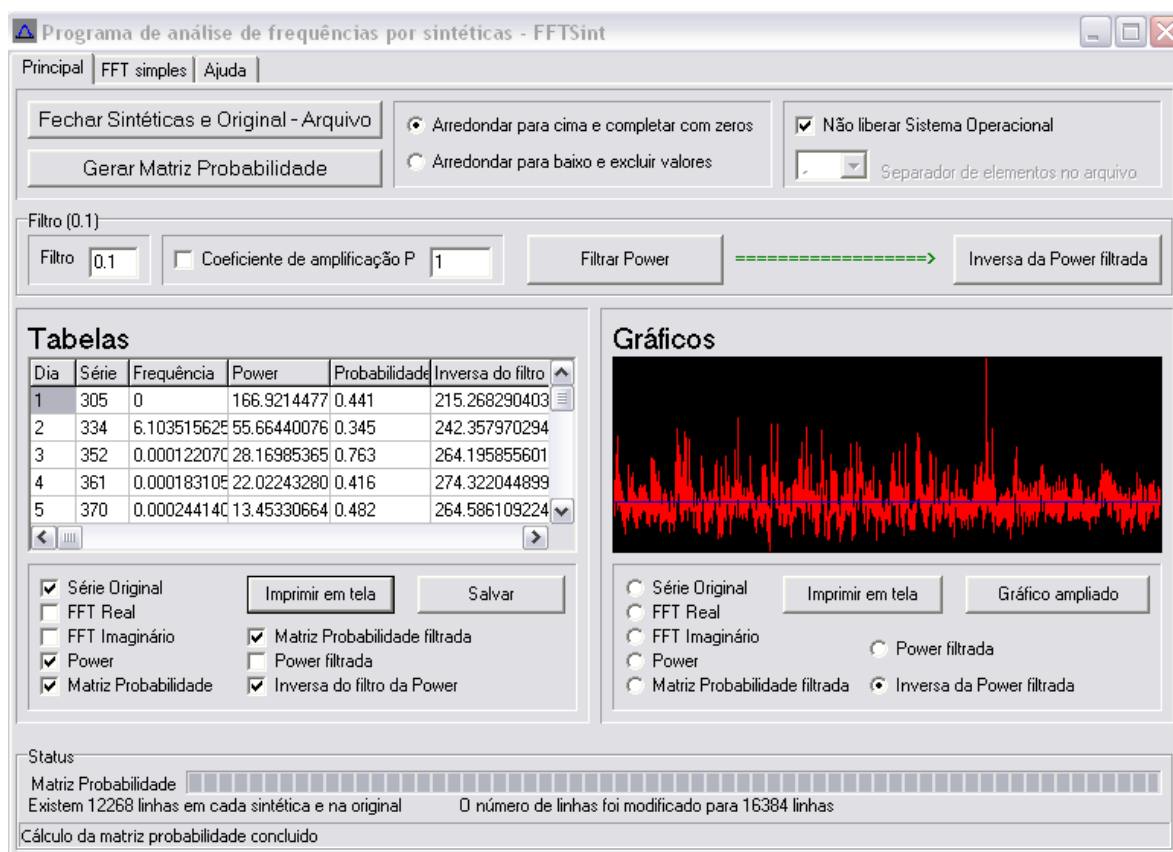 Programa de análise de frequências por sintéticas - FFTSint
Principal FFT simples Ajuda
Fechar Sintéticas e Original - Arquivo
Gerar Matriz Probabilidade
Arredondar para cima e completar com zeros
Arredondar para baixo e excluir valores
Não liberar Sistema Operacional
Separador de elementos no arquivo
Filtro (0.1)
Filtro 0.1 Coeficiente de amplificação P 1 Filtrar Power ==================> Inversa da Power filtrada
Tabelas
Dia Série Frequência Power Probabilidade Inversa do filtro
1 305 0 166.9214477 0.441 215.268290403
2 334 6.103515625 55.66440076 0.345 242.357970294
3 352 0.000122070 28.16985365 0.763 264.195855601
4 361 0.000183105 22.02243280 0.416 274.322044899
5 370 0.000244140 13.45330664 0.482 264.586109224
Série Original
FFT Real
FFT Imaginário
Power
Matriz Probabilidade
Imprimir em tela Salvar
Matriz Probabilidade filtrada
Power filtrada
Inversa do filtro da Power
Gráficos
Série Original
FFT Real
FFT Imaginário
Power
Matriz Probabilidade filtrada
Imprimir em tela Gráfico ampliado
Power filtrada
Inversa da Power filtrada
Status
Matriz Probabilidade
Existem 12268 linhas em cada sintética e na original O número de linhas foi modificado para 16384 linhas
Cálculo da matriz probabilidade concluido